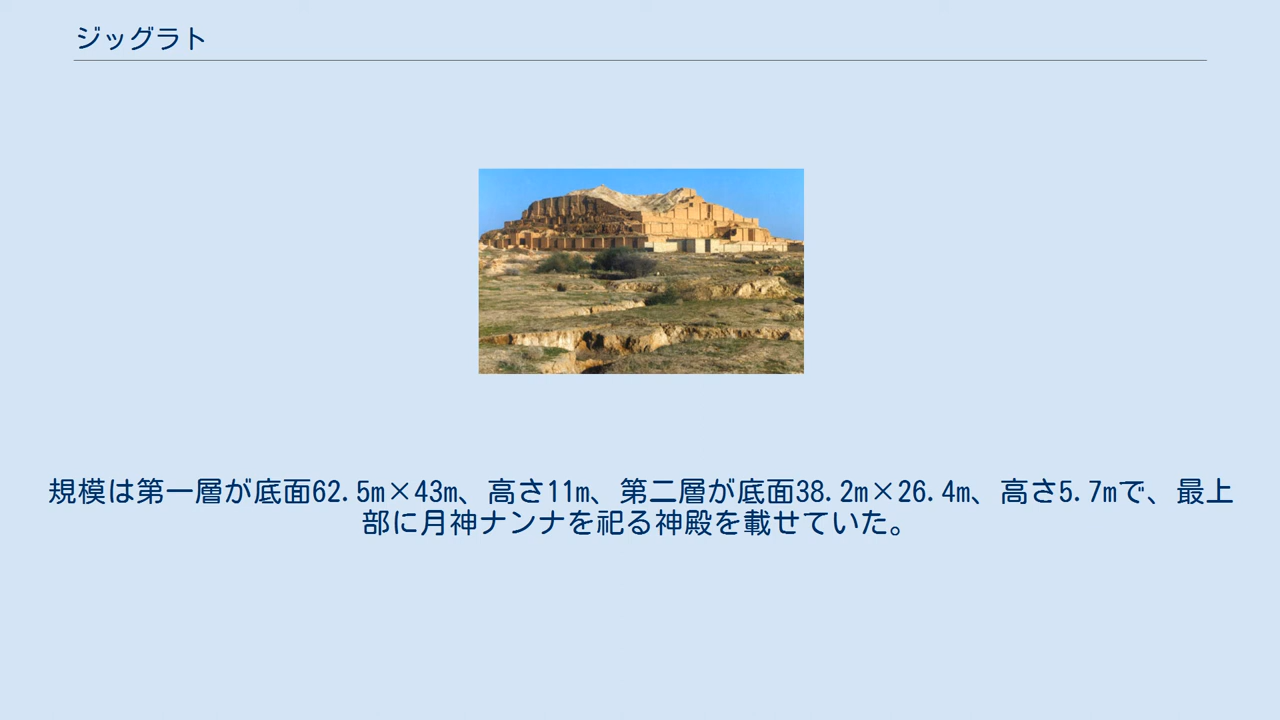 ジッグラト
規模は第一層が底面62.5m×43m、高さ11m、第二層が底面38.2m×26.4m、高さ5.7mで、最上
部に月神ナンナを祀る神殿を載せていた。